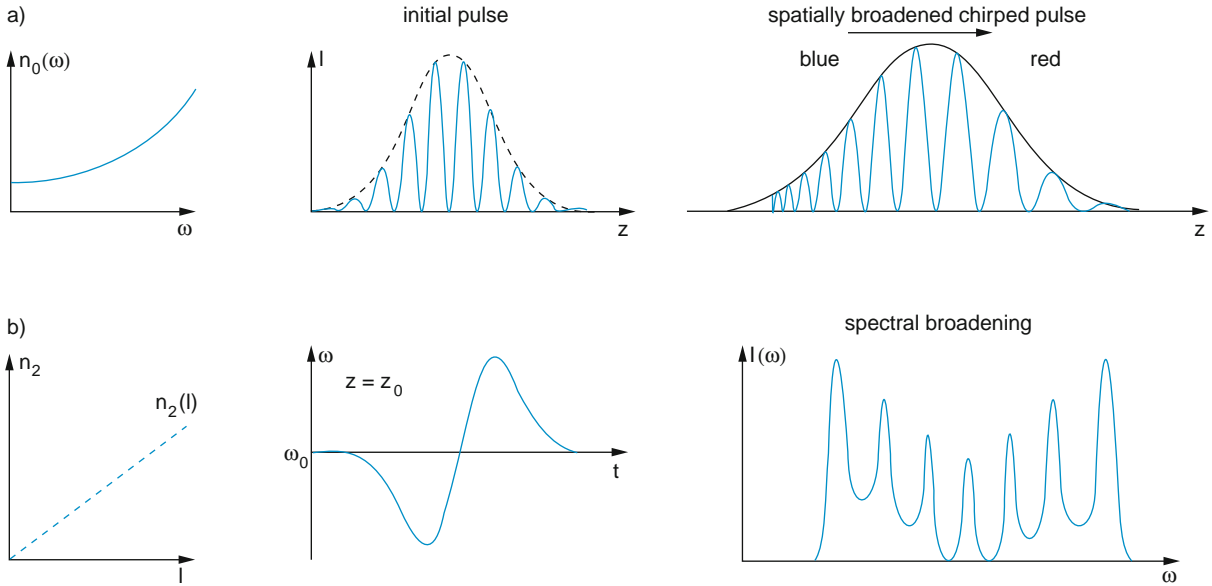 a)
initial pulse
spatially broadened chirped pulse
n0(ω)
I
blue
red
ω
z
z
b)
spectral broadening
n2
ω
I(ω)
z = z0
n2(I)
ω0
t
I
ω